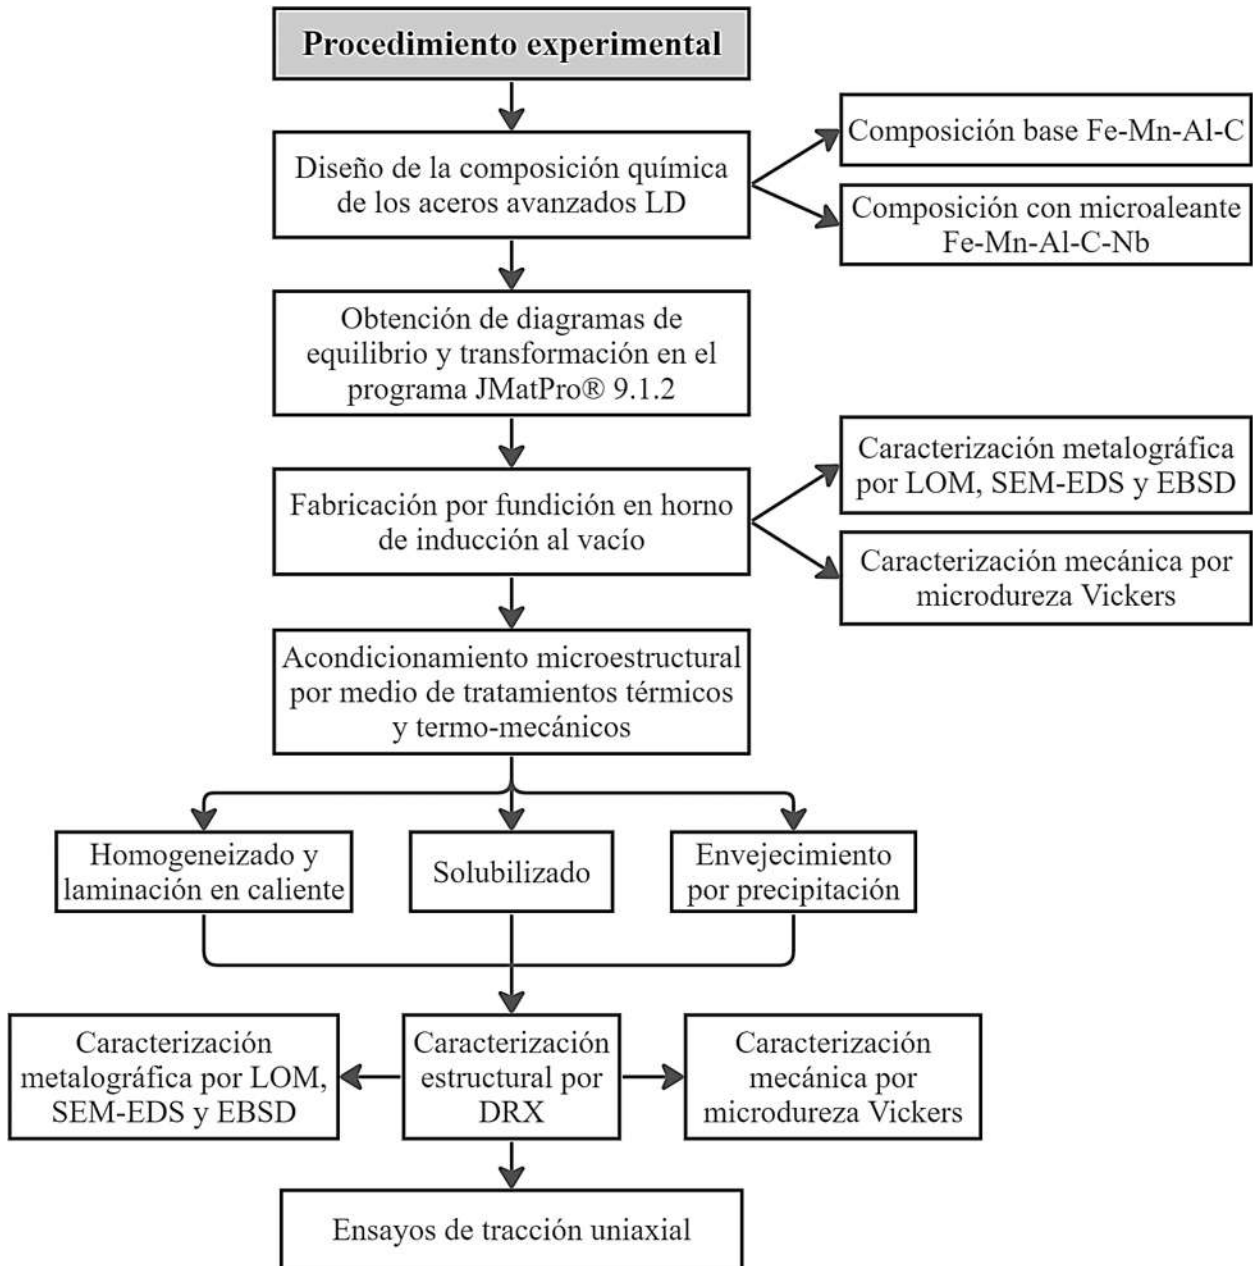 Procedimiento experimental
Diseño de la composición química
de los aceros avanzados LD
Composición base Fe-Mn-Al-C
Composición con microaleante
Fe-Mn-Al-C-Nb
Obtención de diagramas de
equilibrio y transformación en el
programa JMatPro® 9.1.2
Fabricación por fundición en horno
de inducción al vacío
Caracterización metalográfica
por LOM, SEM-EDS y EBSD
Caracterización mecánica por
microdureza Vickers
Acondicionamiento microestructural
por medio de tratamientos térmicos
y termo-mecánicos
Homogeneizado y
laminación en caliente
Solubilizado
Envejecimiento
por precipitación
Caracterización
metalográfica por LOM,
SEM-EDS y EBSD
Caracterización
estructural por
DRX
Caracterización
mecánica por
microdureza Vickers
Ensayos de tracción uniaxial